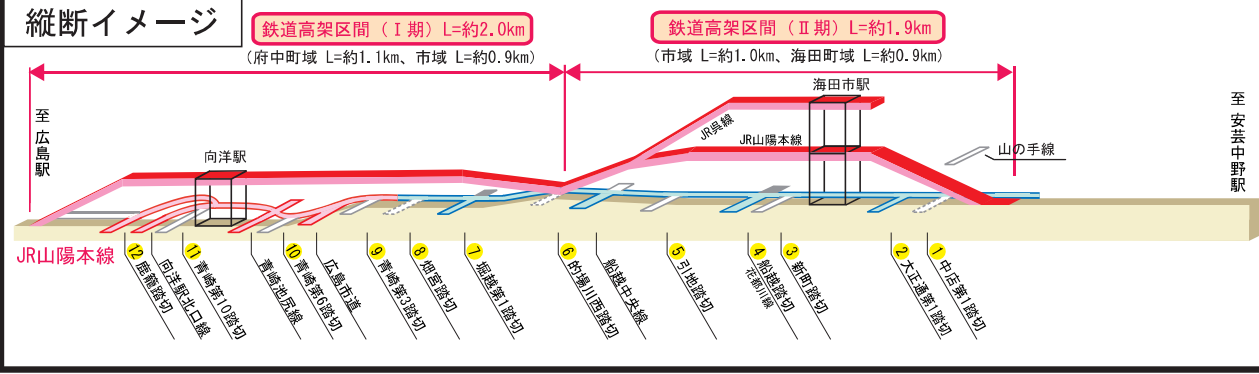 縦断イメージ
鉄道高架区間（Ⅰ期）L=約2.0km
（府中町域 L=約1.1km、市域 L=約0.9km）
鉄道高架区間（Ⅱ期）L=約1.9km
（市域 L=約1.0km、海田町域 L=約0.9km）
至 広島駅
向洋駅
JR呉線
海田市駅
JR山陽本線
山の手線
至 安芸中野駅
JR山陽本線
12 鹿籠踏切
向洋駅北口線
11 青崎第10踏切
青崎池尻線
10 青崎第6踏切
広島市道
9 青崎第3踏切
8 畑宮踏切
7 堀越第1踏切
6 的場川西踏切
船越中央線
5 引地踏切
4 船越踏切
花都川線
3 新町踏切
2 大正通第1踏切
1 中店第1踏切